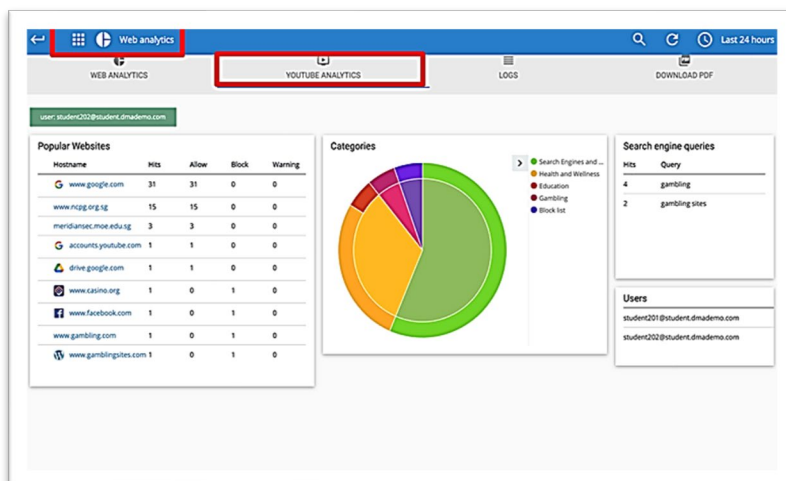 Web analytics
Last 24 hours
WEB ANALYTICS
YOUTUBE ANALYTICS
LOGS
DOWNLOAD PDF
user: student202@student.dmademo.com
Popular Websites
Hostname Hits Allow Block Warning
www.google.com 31 31 0 0
www.ncpg.org.sg 15 15 0 0
meridiansec.moe.edu.sg 3 3 0 0
accounts.youtube.com 1 1 0 0
drive.google.com 1 1 0 0
www.casino.org 1 0 1 0
www.facebook.com 1 0 1 0
www.gambling.com 1 0 1 0
www.gamblingsites.com 1 0 1 0
Categories
Search Engines and ...
Health and Wellness
Education
Gambling
Block list
Search engine queries
Hits Query
4 gambling
2 gambling sites
Users
student201@student.dmademo.com
student202@student.dmademo.com